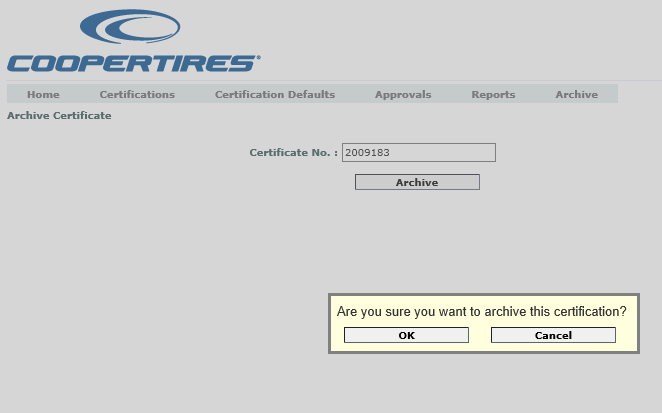 COOPERTIRES®
Home Certifications Certification Defaults Approvals Reports Archive
Archive Certificate
Certificate No. : 2009183
Archive
Are you sure you want to archive this certification?
OK Cancel